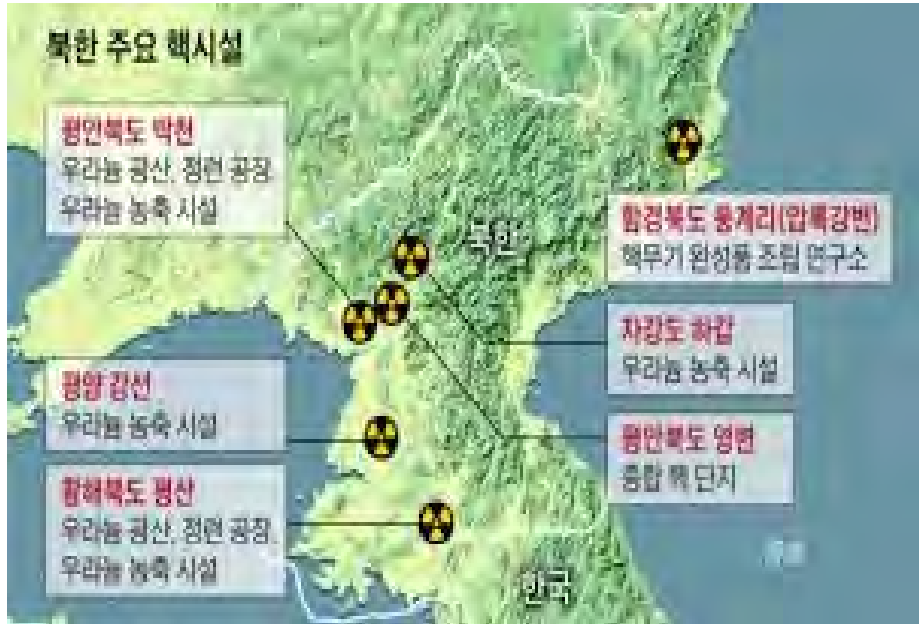 북한 주요 핵시설
평안북도 박천
우라늄 광산, 정련 공장,
우라늄 농축 시설
함경북도 풍계리(압록강변)
핵무기 완성품 조립 연구소
북한
자강도 하갑
우라늄 농축 시설
평양 강선
우라늄 농축 시설
평안북도 영변
종합 핵 단지
황해북도 평산
우라늄 광산, 정련 공장,
우라늄 농축 시설
한국